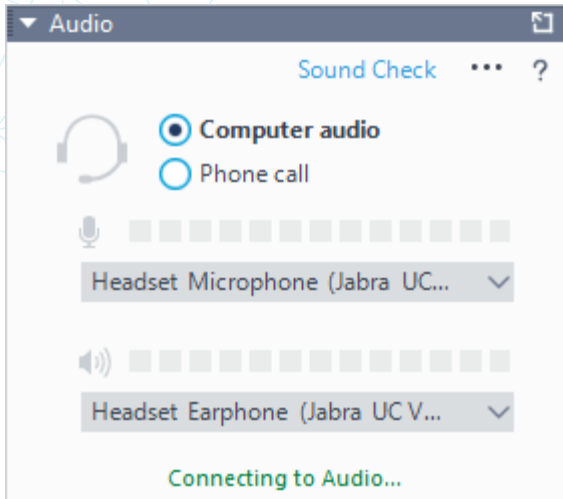 Audio
Sound Check ... ?
Computer audio
Phone call
Headset Microphone (Jabra UC...
Headset Earphone (Jabra UC V...
Connecting to Audio...